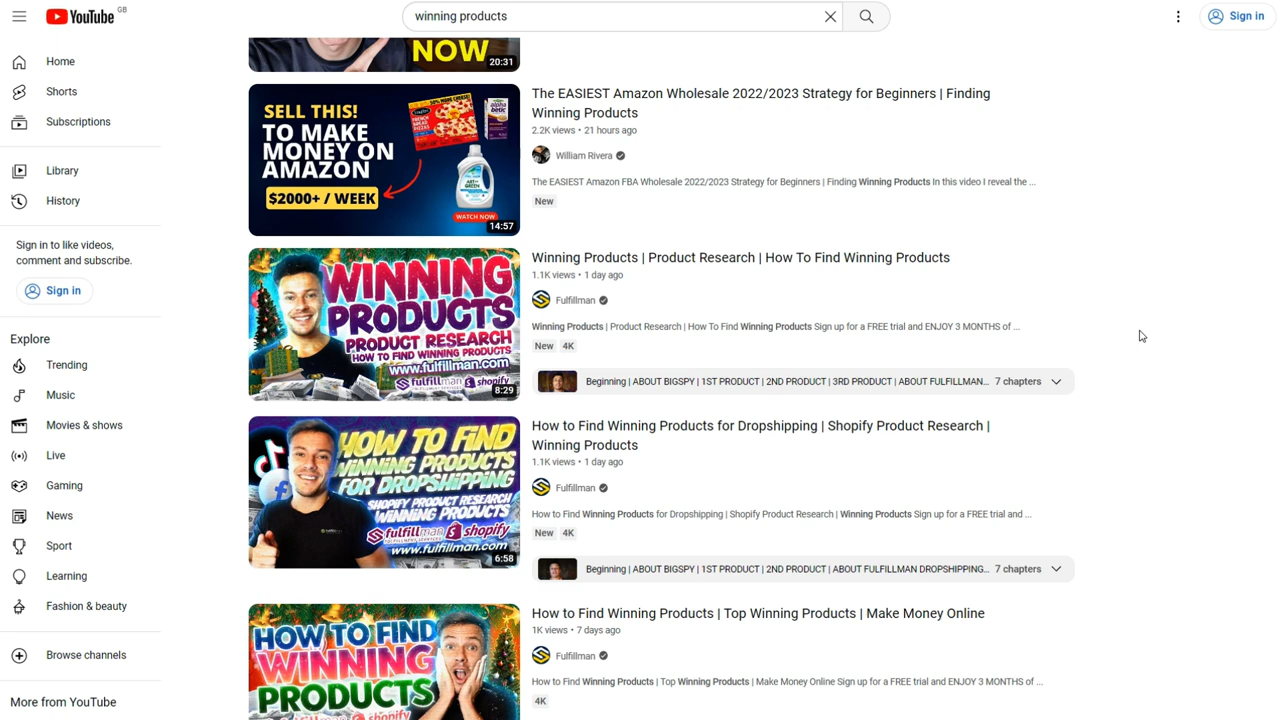 YouTube GB
winning products
Sign in
Home
Shorts
Subscriptions
Library
History
Sign in to like videos,
comment and subscribe.
Sign in
Explore
Trending
Music
Movies & shows
Live
Gaming
News
Sport
Learning
Fashion & beauty
Browse channels
More from YouTube
NOW
20:31
SELL THIS!
TO MAKE
MONEY ON
AMAZON
$2000+ / WEEK
WATCH NOW
14:57
The EASIEST Amazon Wholesale 2022/2023 Strategy for Beginners | Finding
Winning Products
2.2K views • 21 hours ago
William Rivera
The EASIEST Amazon FBA Wholesale 2022/2023 Strategy for Beginners | Finding Winning Products In this video I reveal the ...
New
WINNING
PRODUCTS
PRODUCT RESEARCH
HOW TO FIND WINNING PRODUCTS
www.fulfillman.com
fulfillman shopify
8:29
Winning Products | Product Research | How To Find Winning Products
1.1K views • 1 day ago
Fulfillman
Winning Products | Product Research | How To Find Winning Products Sign up for a FREE trial and ENJOY 3 MONTHS of ...
New 4K
Beginning | ABOUT BIGSPY | 1ST PRODUCT | 2ND PRODUCT | 3RD PRODUCT | ABOUT FULFILLMAN... 7 chapters
HOW TO FIND
WINNING PRODUCTS
FOR DROPSHIPPING
SHOPIFY PRODUCT RESEARCH
WINNING PRODUCTS
fulfillman shopify
www.fulfillman.com
6:58
How to Find Winning Products for Dropshipping | Shopify Product Research |
Winning Products
1.1K views • 1 day ago
Fulfillman
How to Find Winning Products for Dropshipping | Shopify Product Research | Winning Products Sign up for a FREE trial and ...
New 4K
Beginning | ABOUT BIGSPY | 1ST PRODUCT | 2ND PRODUCT | ABOUT FULFILLMAN DROPSHIPPING... 7 chapters
HOW TO FIND
WINNING
PRODUCTS
shopify
How to Find Winning Products | Top Winning Products | Make Money Online
1K views • 7 days ago
Fulfillman
How to Find Winning Products | Top Winning Products | Make Money Online Sign up for a FREE trial and ENJOY 3 MONTHS of ...
4K